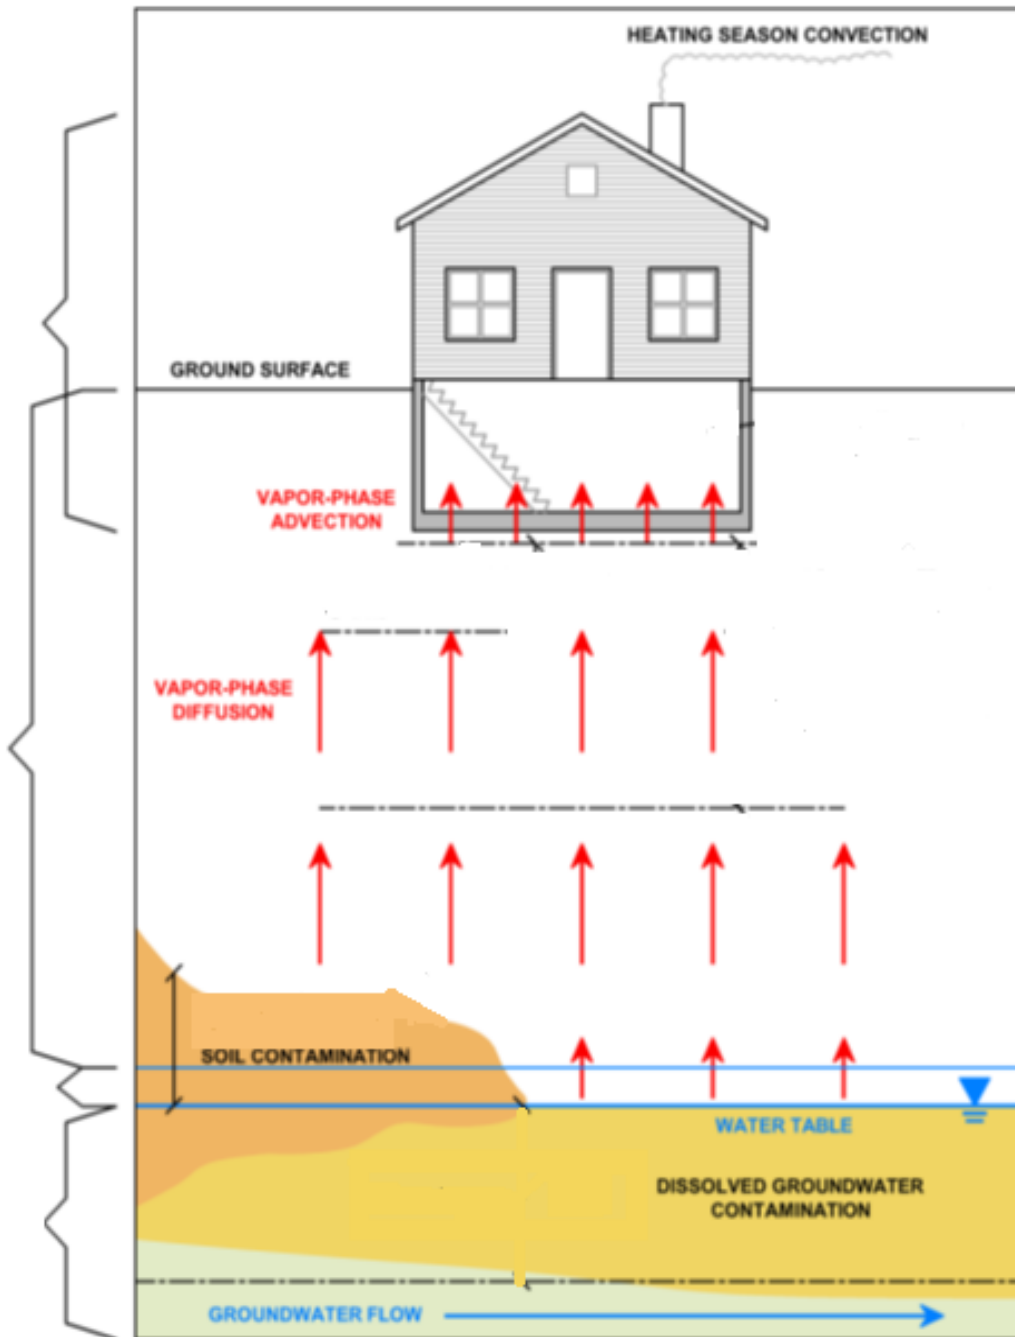 HEATING SEASON CONVECTION
GROUND SURFACE
VAPOR-PHASE
ADVECTION
VAPOR-PHASE
DIFFUSION
SOIL CONTAMINATION
WATER TABLE
DISSOLVED GROUNDWATER
CONTAMINATION
GROUNDWATER FLOW